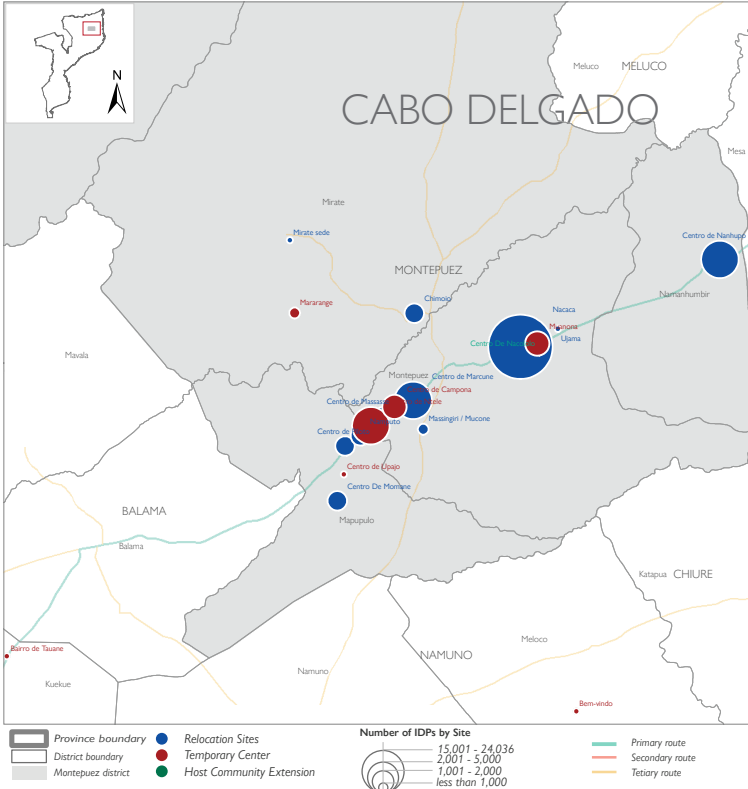 N
Meluco
MELUCO
CABO DELGADO
Mesa
Mirate
Mirate sede
Centro de Nanhupo
MONTEPUEZ
Namanhumbir
Mararange
Chimoio
Nacaca
Ujama
Mavala
Montepuez
Centro de Marcune
Massingiri / Mucone
Centro de Upajo
Centro De Momane
Mapupulo
BALAMA
Balama
Katapua
CHIURE
Bairro de Tauane
Kuekue
Namuno
NAMUNO
Meloco
Bem-vindo
Province boundary
District boundary
Montepuez district
Relocation Sites
Temporary Center
Host Community Extension
Number of IDPs by Site
15,001 - 24,036
2,001 - 5,000
1,001 - 2,000
less than 1,000
Primary route
Secondary route
Tetiary route